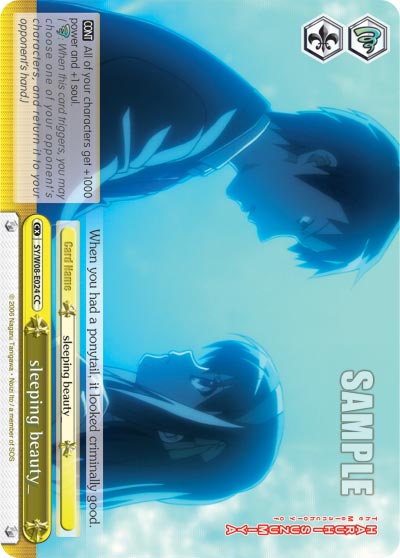 CONT All of your characters get +1000
power and +1 soul.
( : When this card triggers, you may
choose one of your opponent's
characters, and return it to your
opponent's hand.)
When you had a ponytail, it looked criminally good.
Card Name
sleeping beauty
CX SY/W08-E024 CC
sleeping beauty_
© 2006 Nagaru Tanigawa • Noizi Ito / a member of SOS
SAMPLE
The Melancholy of
HARUHI SUZUMIYA